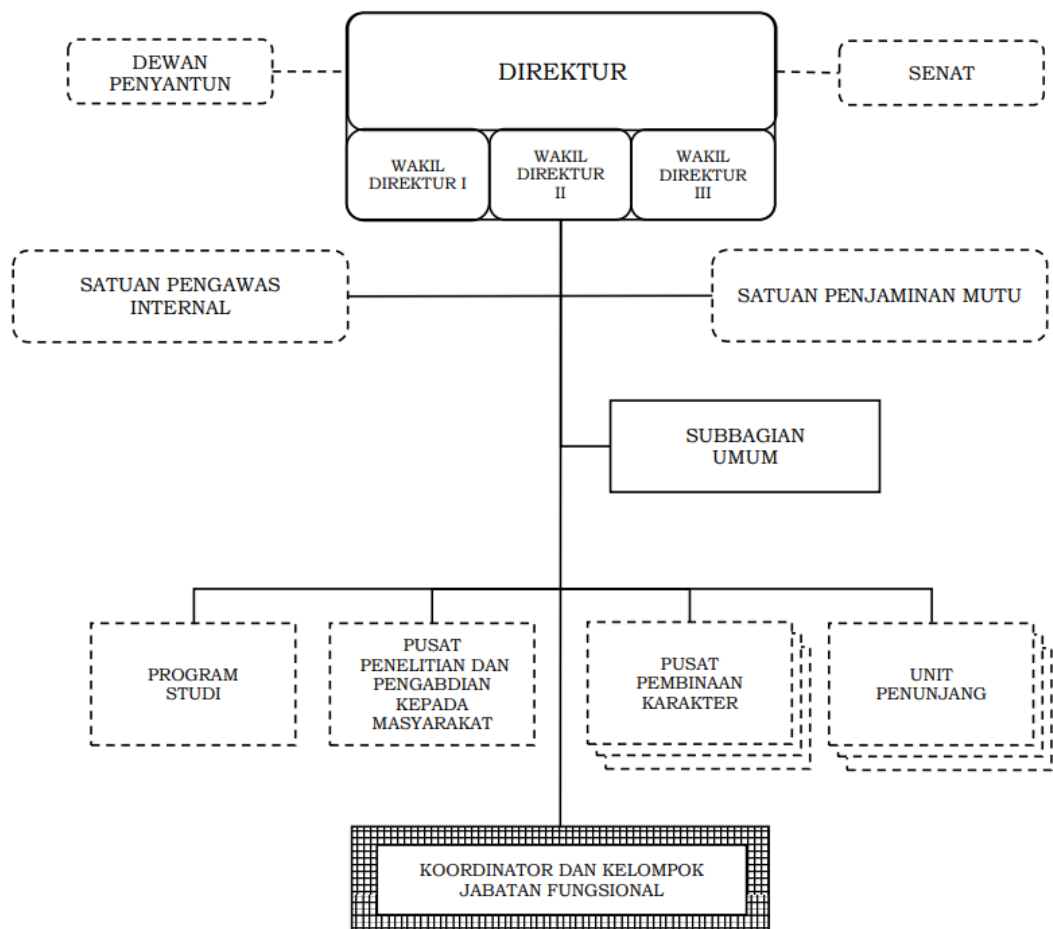 DEWAN
PENYANTUN
DIREKTUR
SENAT
WAKIL
DIREKTUR I
WAKIL
DIREKTUR
II
WAKIL
DIREKTUR
III
SATUAN PENGAWAS
INTERNAL
SATUAN PENJAMINAN MUTU
SUBBAGIAN
UMUM
PROGRAM
STUDI
PUSAT
PENELITIAN DAN
PENGABDIAN
KEPADA
MASYARAKAT
PUSAT
PEMBINAAN
KARAKTER
UNIT
PENUNJANG
KOORDINATOR DAN KELOMPOK
JABATAN FUNGSIONAL